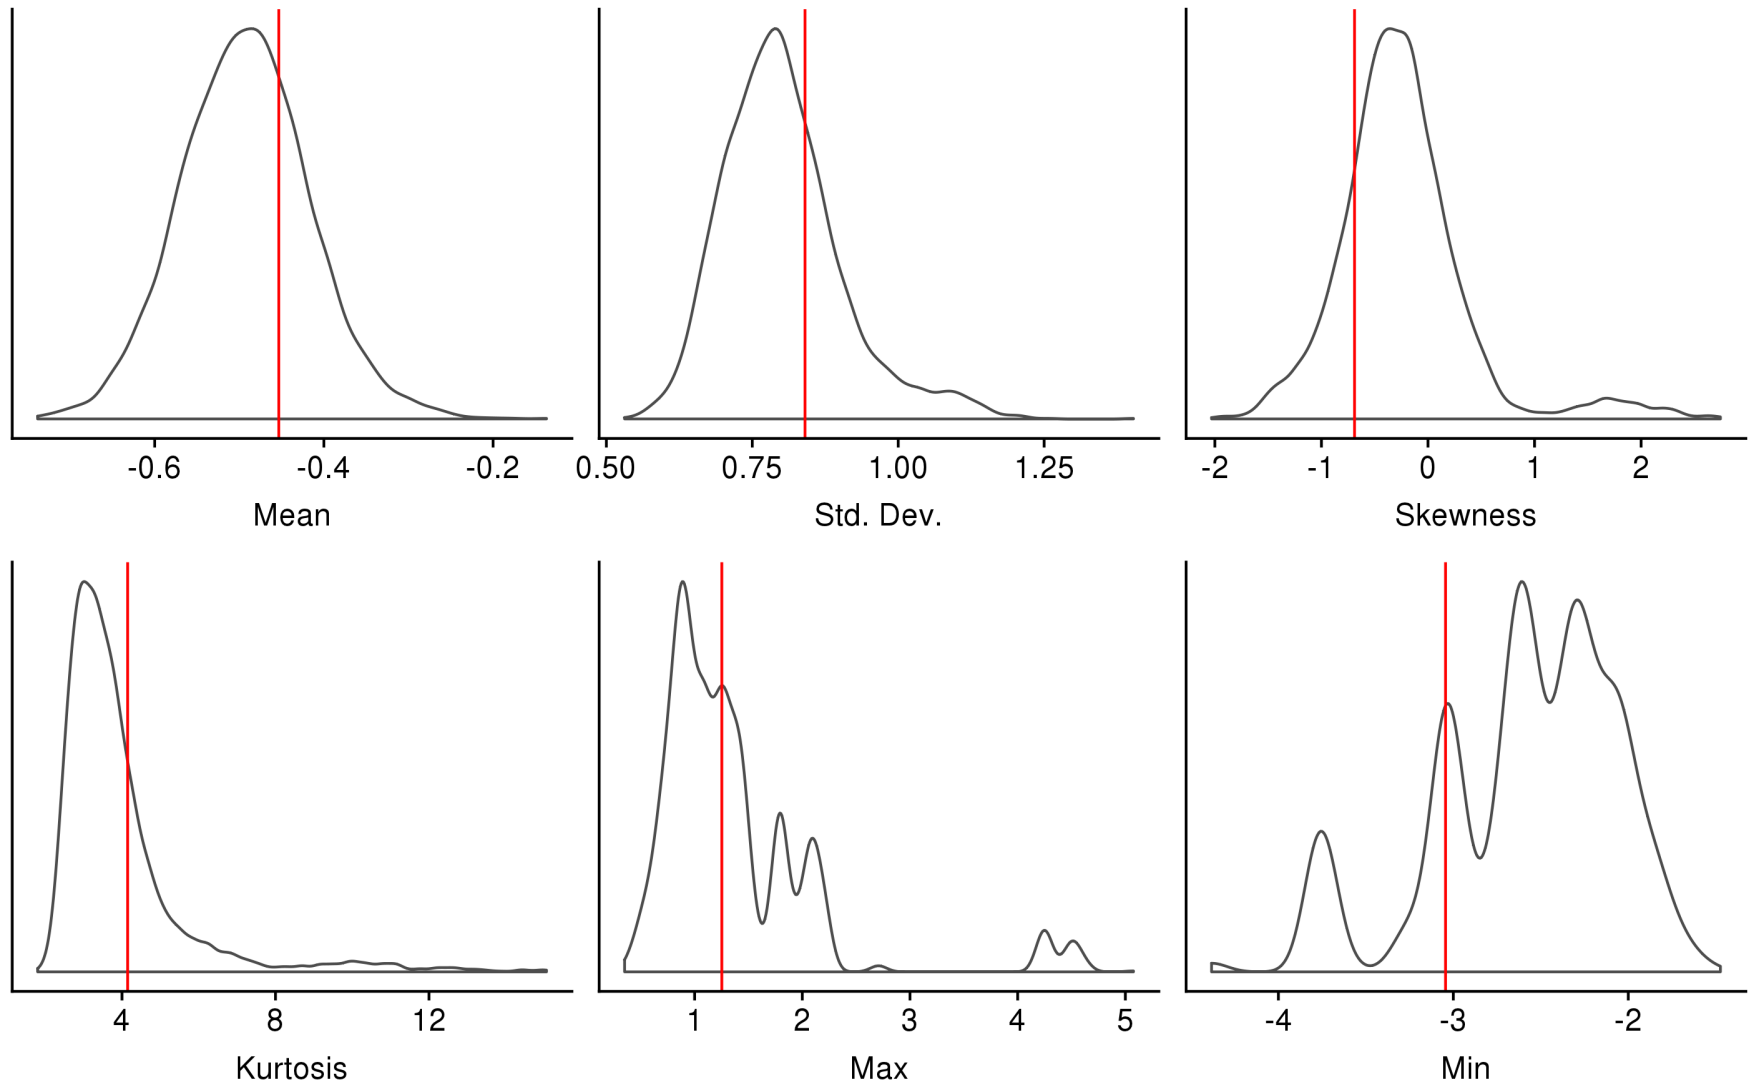 -0.6 -0.4 -0.2 0.50 0.75 1.00 1.25 -2 -1 0 1 2
Mean Std. Dev. Skewness
4 8 12 1 2 3 4 5 -4 -3 -2
Kurtosis Max Min